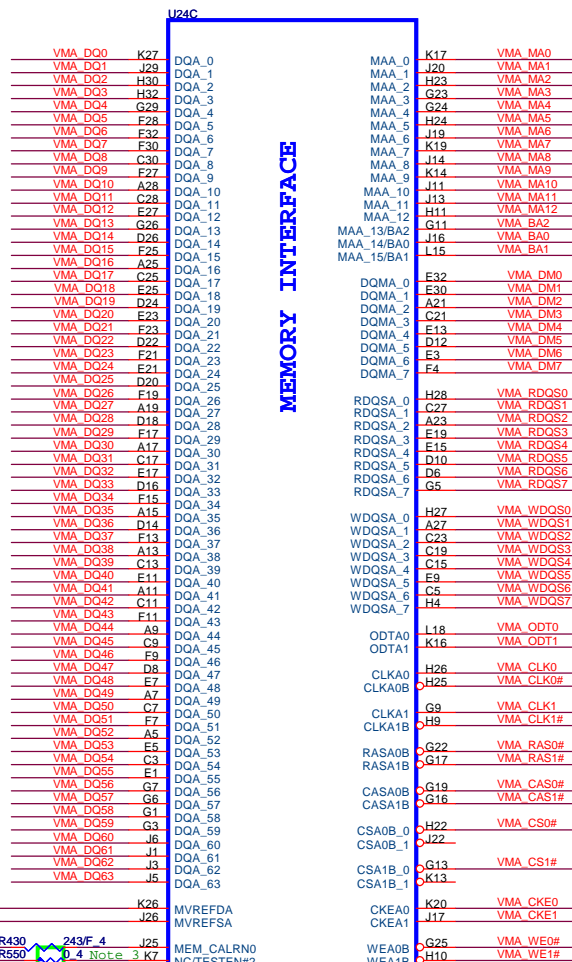 U24C
VMA_DQ0 K27 DQA_0
VMA_DQ1 J29 DQA_1
VMA_DQ2 H30 DQA_2
VMA_DQ3 H32 DQA_3
VMA_DQ4 G29 DQA_4
VMA_DQ5 F28 DQA_5
VMA_DQ6 F32 DQA_6
VMA_DQ7 F30 DQA_7
VMA_DQ8 C30 DQA_8
VMA_DQ9 F27 DQA_9
VMA_DQ10 A28 DQA_10
VMA_DQ11 C28 DQA_11
VMA_DQ12 E27 DQA_12
VMA_DQ13 G26 DQA_13
VMA_DQ14 D26 DQA_14
VMA_DQ15 F25 DQA_15
VMA_DQ16 A25 DQA_16
VMA_DQ17 C25 DQA_17
VMA_DQ18 E25 DQA_18
VMA_DQ19 D24 DQA_19
VMA_DQ20 E23 DQA_20
VMA_DQ21 F23 DQA_21
VMA_DQ22 D22 DQA_22
VMA_DQ23 F21 DQA_23
VMA_DQ24 E21 DQA_24
VMA_DQ25 D20 DQA_25
VMA_DQ26 F19 DQA_26
VMA_DQ27 A19 DQA_27
VMA_DQ28 D18 DQA_28
VMA_DQ29 F17 DQA_29
VMA_DQ30 A17 DQA_30
VMA_DQ31 C17 DQA_31
VMA_DQ32 E17 DQA_32
VMA_DQ33 D16 DQA_33
VMA_DQ34 F15 DQA_34
VMA_DQ35 A15 DQA_35
VMA_DQ36 D14 DQA_36
VMA_DQ37 F13 DQA_37
VMA_DQ38 A13 DQA_38
VMA_DQ39 C13 DQA_39
VMA_DQ40 E11 DQA_40
VMA_DQ41 A11 DQA_41
VMA_DQ42 C11 DQA_42
VMA_DQ43 F11 DQA_43
VMA_DQ44 A9 DQA_44
VMA_DQ45 C9 DQA_45
VMA_DQ46 F9 DQA_46
VMA_DQ47 D8 DQA_47
VMA_DQ48 E7 DQA_48
VMA_DQ49 A7 DQA_49
VMA_DQ50 C7 DQA_50
VMA_DQ51 F7 DQA_51
VMA_DQ52 A5 DQA_52
VMA_DQ53 E5 DQA_53
VMA_DQ54 C3 DQA_54
VMA_DQ55 E1 DQA_55
VMA_DQ56 G7 DQA_56
VMA_DQ57 G6 DQA_57
VMA_DQ58 G1 DQA_58
VMA_DQ59 G3 DQA_59
VMA_DQ60 J6 DQA_60
VMA_DQ61 J1 DQA_61
VMA_DQ62 J3 DQA_62
VMA_DQ63 J5 DQA_63
K26 MVREFDA
J26 MVREFSA
R430 243/F_4 J25 MEM_CALRN0
R550 0_4 Note 3 K7 NC/TESTEN#2
MEMORY INTERFACE
MAA_0 K17 VMA_MA0
MAA_1 J20 VMA_MA1
MAA_2 H23 VMA_MA2
MAA_3 G23 VMA_MA3
MAA_4 G24 VMA_MA4
MAA_5 H24 VMA_MA5
MAA_6 J19 VMA_MA6
MAA_7 K19 VMA_MA7
MAA_8 J14 VMA_MA8
MAA_9 K14 VMA_MA9
MAA_10 J11 VMA_MA10
MAA_11 J13 VMA_MA11
MAA_12 H11 VMA_MA12
MAA_13/BA2 G11 VMA_BA2
MAA_14/BA0 J16 VMA_BA0
MAA_15/BA1 L15 VMA_BA1
DQMA_0 E32 VMA_DM0
DQMA_1 E30 VMA_DM1
DQMA_2 A21 VMA_DM2
DQMA_3 C21 VMA_DM3
DQMA_4 E13 VMA_DM4
DQMA_5 D12 VMA_DM5
DQMA_6 E3 VMA_DM6
DQMA_7 F4 VMA_DM7
RDQSA_0 H28 VMA_RDQS0
RDQSA_1 C27 VMA_RDQS1
RDQSA_2 A23 VMA_RDQS2
RDQSA_3 E19 VMA_RDQS3
RDQSA_4 E15 VMA_RDQS4
RDQSA_5 D10 VMA_RDQS5
RDQSA_6 D6 VMA_RDQS6
RDQSA_7 G5 VMA_RDQS7
WDQSA_0 H27 VMA_WDQS0
WDQSA_1 A27 VMA_WDQS1
WDQSA_2 C23 VMA_WDQS2
WDQSA_3 C19 VMA_WDQS3
WDQSA_4 C15 VMA_WDQS4
WDQSA_5 E9 VMA_WDQS5
WDQSA_6 C5 VMA_WDQS6
WDQSA_7 H4 VMA_WDQS7
ODTA0 L18 VMA_ODT0
ODTA1 K16 VMA_ODT1
CLKA0 H26 VMA_CLK0
CLKA0B H25 VMA_CLK0#
CLKA1 G9 VMA_CLK1
CLKA1B H9 VMA_CLK1#
RASA0B G22 VMA_RAS0#
RASA1B G17 VMA_RAS1#
CASA0B G19 VMA_CAS0#
CASA1B G16 VMA_CAS1#
CSA0B_0 H22 VMA_CS0#
CSA0B_1 J22
CSA1B_0 G13 VMA_CS1#
CSA1B_1 K13
CKEA0 K20 VMA_CKE0
CKEA1 J17 VMA_CKE1
WEA0B G25 VMA_WE0#
WEA1B H10 VMA_WE1#